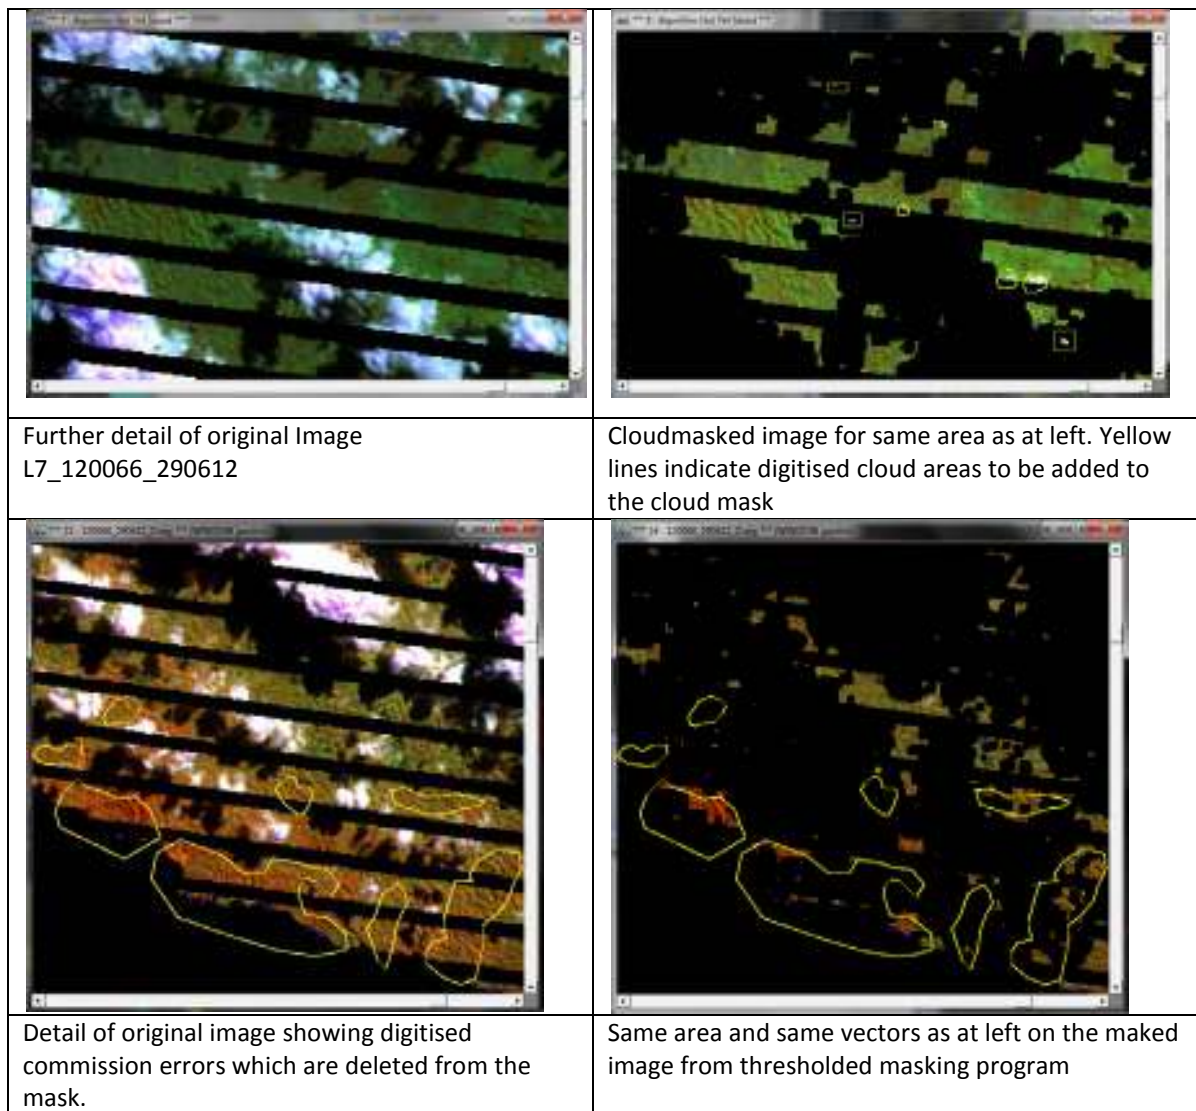 Further detail of original Image
L7_120066_290612
Cloudmasked image for same area as at left. Yellow
lines indicate digitised cloud areas to be added to
the cloud mask
Detail of original image showing digitised
commission errors which are deleted from the
mask.
Same area and same vectors as at left on the maked
image from thresholded masking program